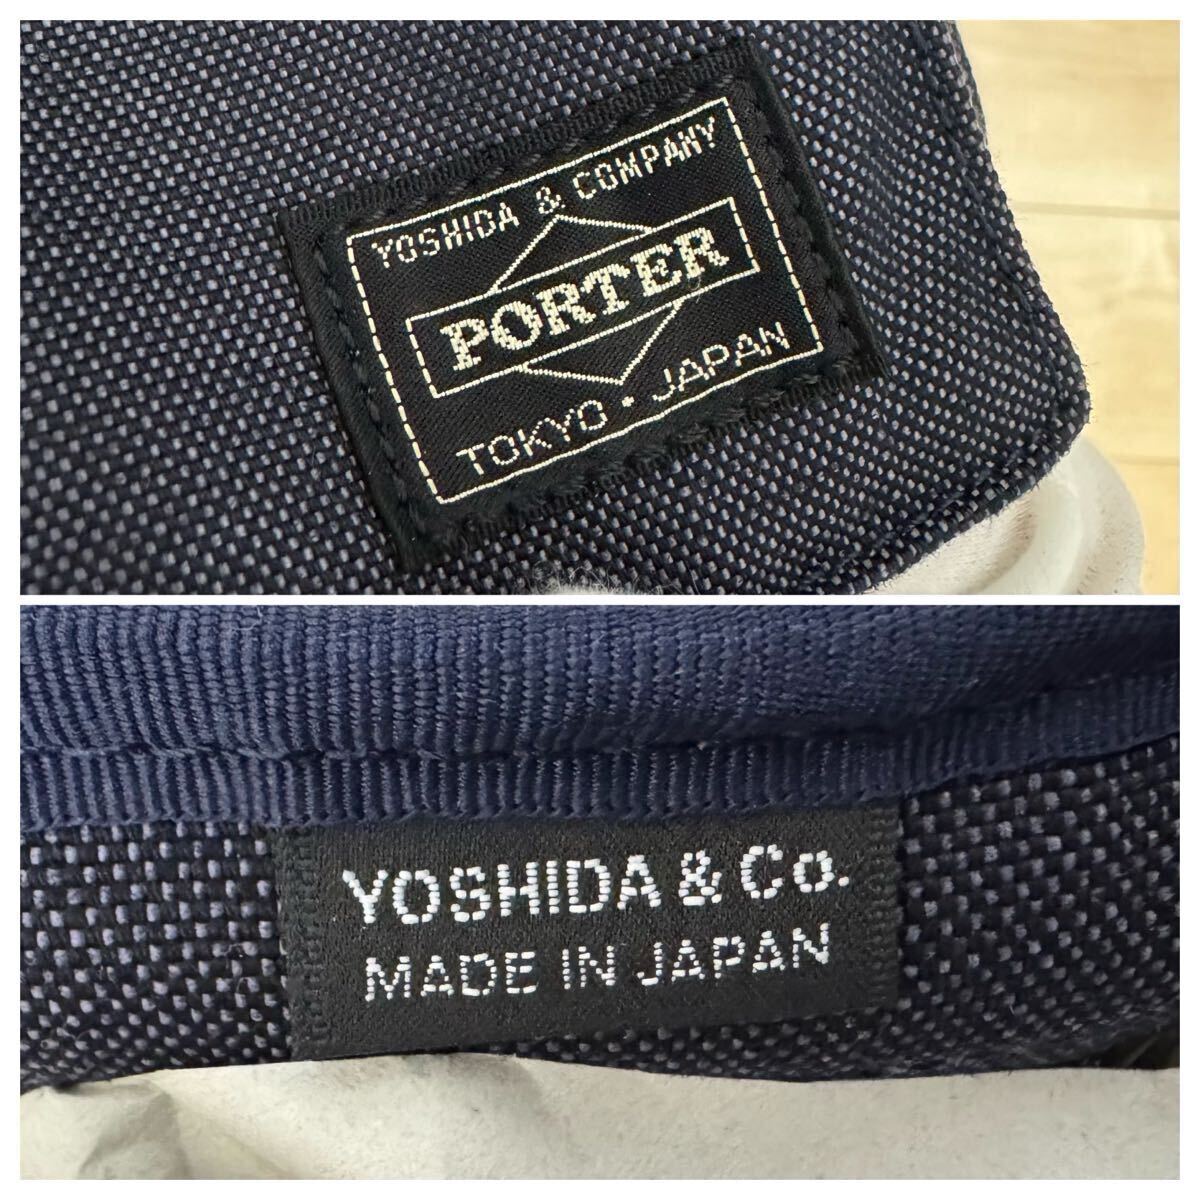 YOSHIDA & COMPANY
PORTER
TOKYO・JAPAN
YOSHIDA & Co.
MADE IN JAPAN